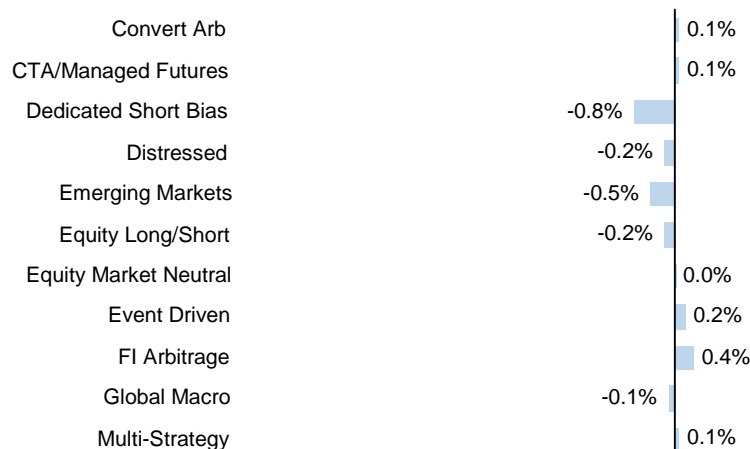 Convert Arb 0.1%
CTA/Managed Futures 0.1%
Dedicated Short Bias -0.8%
Distressed -0.2%
Emerging Markets -0.5%
Equity Long/Short -0.2%
Equity Market Neutral 0.0%
Event Driven 0.2%
FI Arbitrage 0.4%
Global Macro -0.1%
Multi-Strategy 0.1%